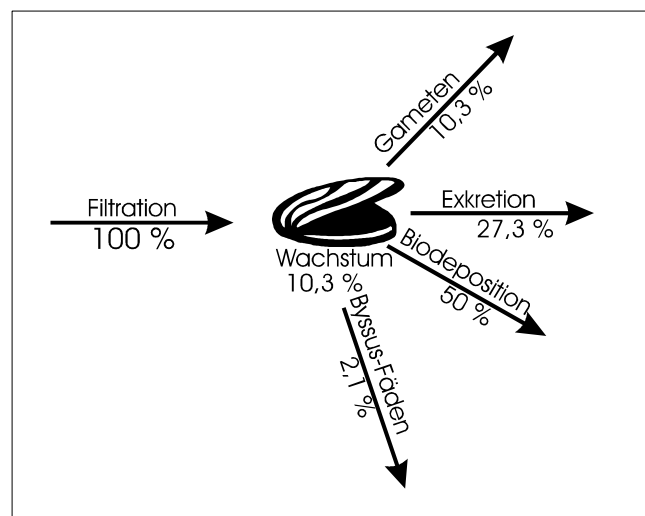 Filtration
100 %
Gameten
10,3 %
Exkretion
27,3 %
Wachstum
10,3 %
Biodeposition
50 %
Byssus-Fäden
2,1 %